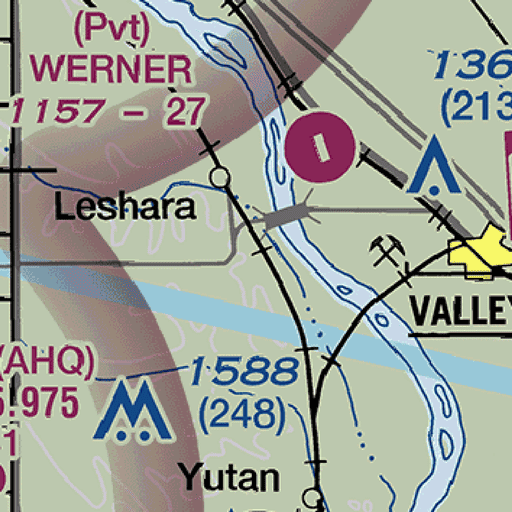 (Pvt)
WERNER
1157 - 27
136
(213
Leshara
VALLEY
(AHQ)
.975
1588
(248)
Yutan